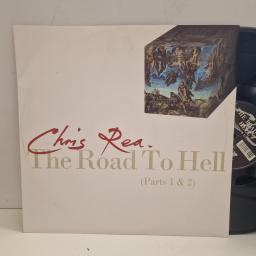 Chris Rea.
The Road To Hell
(Parts 1 & 2)